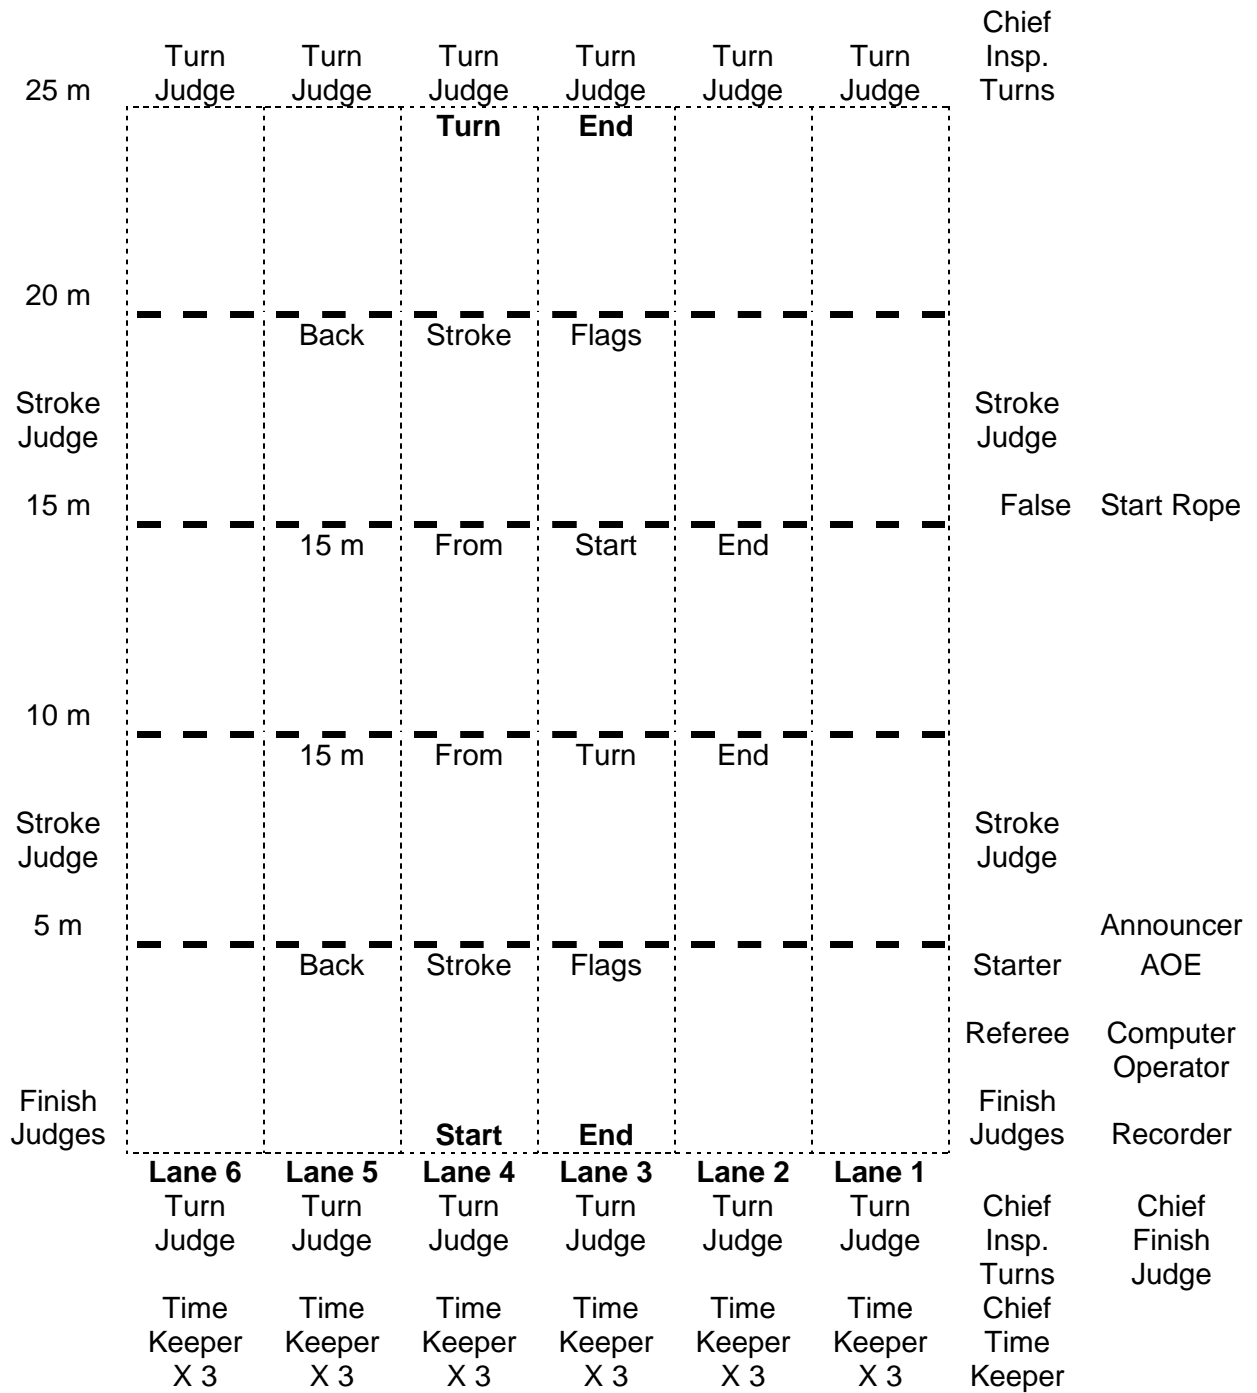 Chief
Turn Turn Turn Turn Turn Turn Insp.
25 m Judge Judge Judge Judge Judge Judge Turns
Turn End
20 m
Back Stroke Flags
Stroke Stroke
Judge Judge
15 m False Start Rope
15 m From Start End
10 m
15 m From Turn End
Stroke Stroke
Judge Judge
5 m Announcer
Back Stroke Flags Starter AOE
Referee Computer
Operator
Finish Finish
Judges Start End Judges Recorder
Lane 6 Lane 5 Lane 4 Lane 3 Lane 2 Lane 1
Turn Turn Turn Turn Turn Turn Chief Chief
Judge Judge Judge Judge Judge Judge Insp. Finish
Turns Judge
Time Time Time Time Time Time Chief
Keeper Keeper Keeper Keeper Keeper Keeper Time
X 3 X 3 X 3 X 3 X 3 X 3 Keeper